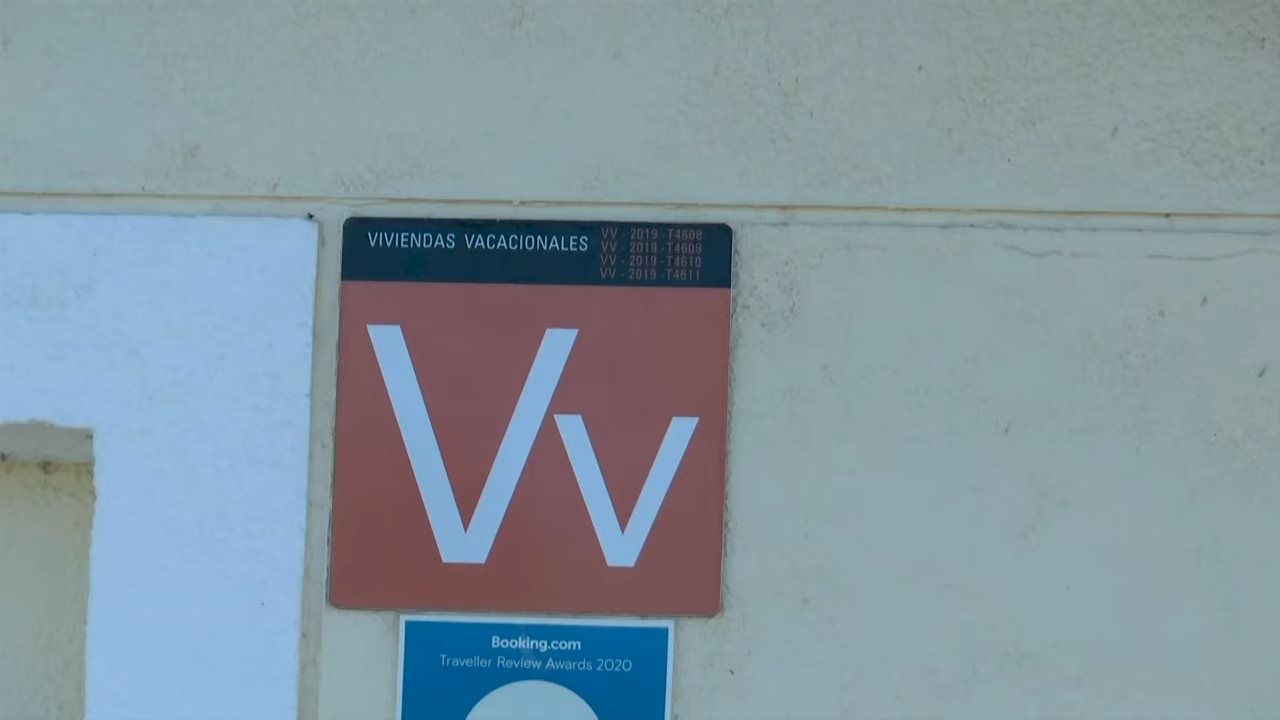 VIVIENDAS VACACIONALES
VV - 2019 - T4608
VV - 2019 - T4609
VV - 2019 - T4610
VV - 2019 - T4611
Vv
Booking.com
Traveller Review Awards 2020